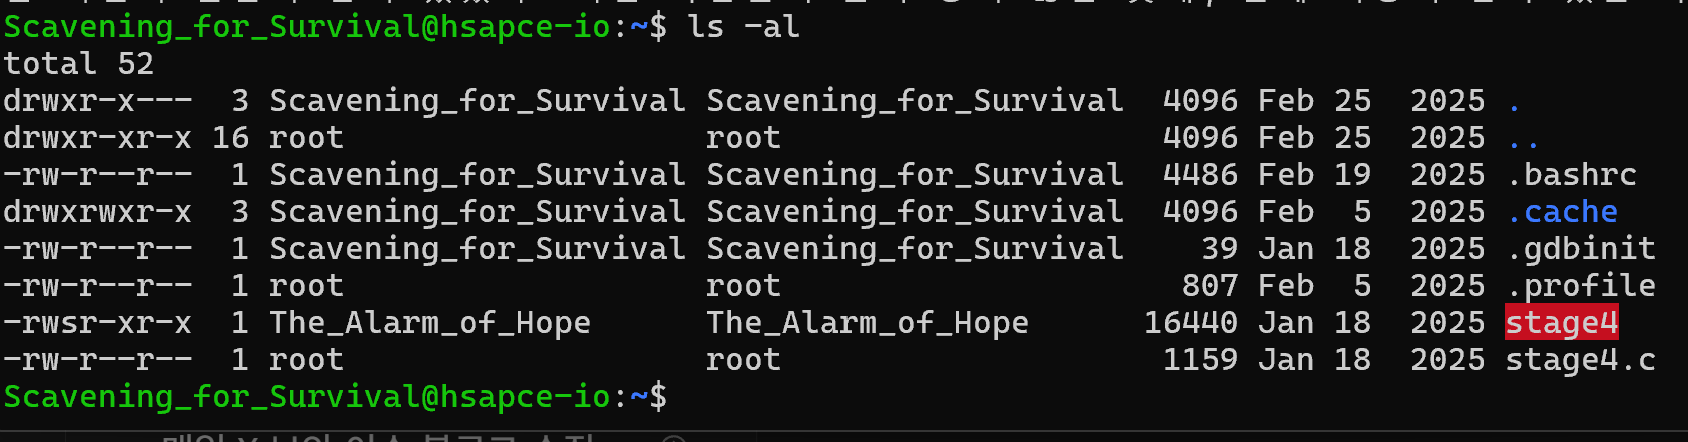 Scavening_for_Survival@hsapce-io:~$ ls -al
total 52
drwxr-x---  3 Scavening_for_Survival Scavening_for_Survival  4096 Feb 25  2025 .
drwxr-xr-x 16 root                   root                    4096 Feb 25  2025 ..
-rw-r--r--  1 Scavening_for_Survival Scavening_for_Survival  4486 Feb 19  2025 .bashrc
drwxrwxr-x  3 Scavening_for_Survival Scavening_for_Survival  4096 Feb  5  2025 .cache
-rw-r--r--  1 Scavening_for_Survival Scavening_for_Survival    39 Jan 18  2025 .gdbinit
-rw-r--r--  1 root                   root                     807 Feb  5  2025 .profile
-rwsr-xr-x  1 The_Alarm_of_Hope      The_Alarm_of_Hope      16440 Jan 18  2025 stage4
-rw-r--r--  1 root                   root                    1159 Jan 18  2025 stage4.c
Scavening_for_Survival@hsapce-io:~$